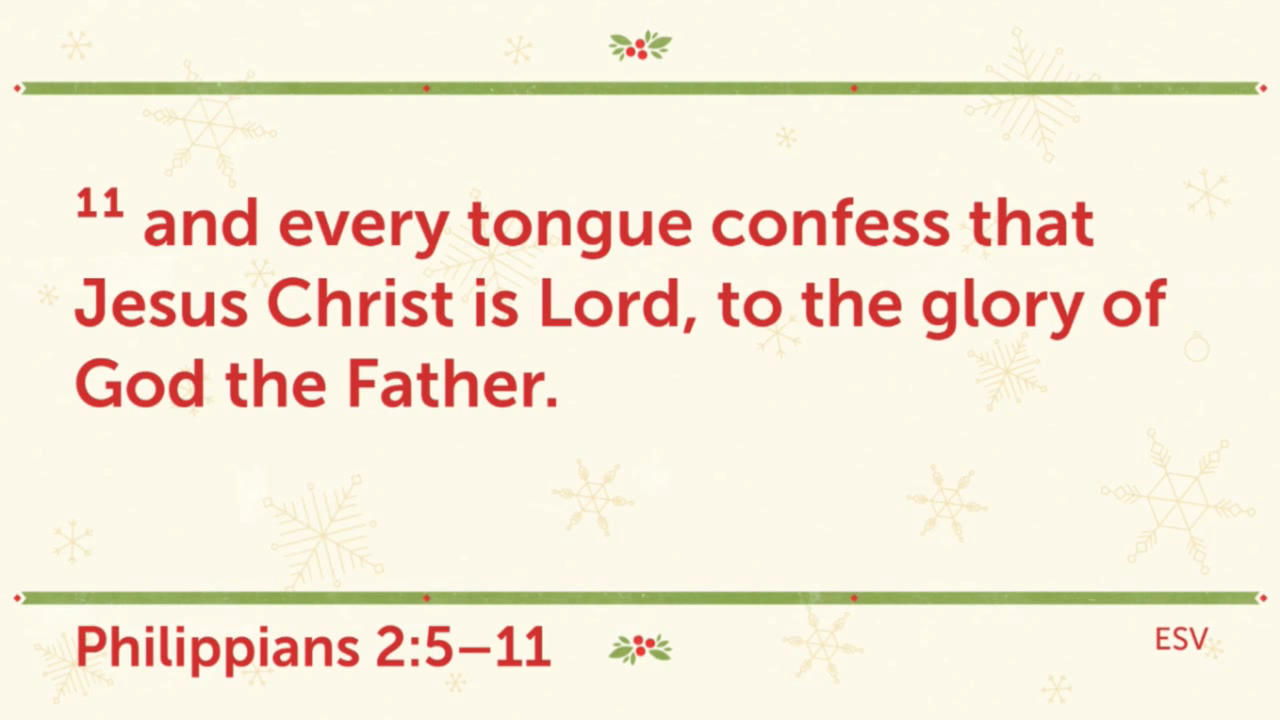 ¹¹ and every tongue confess that
Jesus Christ is Lord, to the glory of
God the Father.
Philippians 2:5–11
ESV